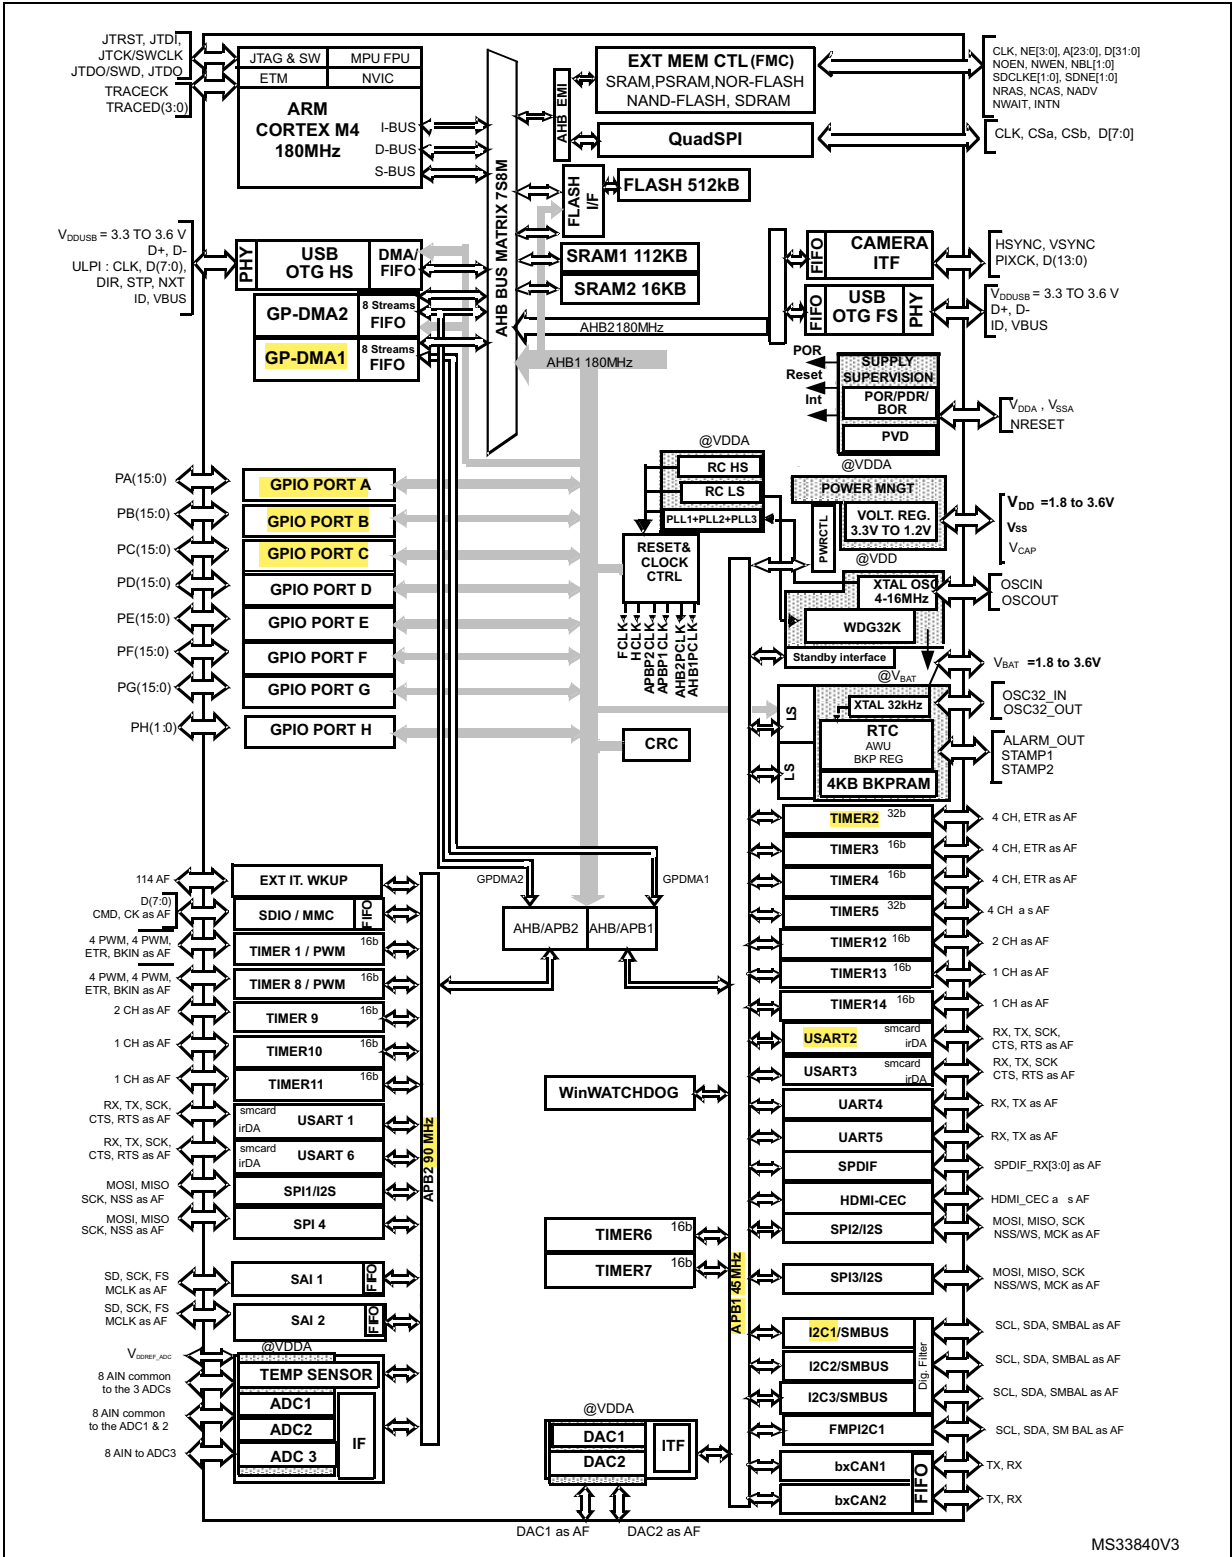 JTRST, JTDI,
JTCK/SWCLK
JTDO/SWD, JTDO
TRACECK
TRACED(3:0)
JTAG & SW
MPU FPU
ETM
NVIC
ARM
CORTEX M4
180MHz
I-BUS
D-BUS
S-BUS
AHB BUS MATRIX 7S8M
AHB EMI
EXT MEM CTL (FMC)
SRAM,PSRAM,NOR-FLASH
NAND-FLASH, SDRAM
QuadSPI
CLK, NE[3:0], A[23:0], D[31:0]
NOEN, NWEN, NBL[1:0]
SDCLKE[1:0], SDNE[1:0]
NRAS, NCAS, NADV
NWAIT, INTN
CLK, CSa, CSb, D[7:0]
FLASH
I/F
FLASH 512kB
SRAM1 112KB
SRAM2 16KB
VDDUSB = 3.3 TO 3.6 V
D+, D-
ULPI : CLK, D(7:0),
DIR, STP, NXT
ID, VBUS
PHY
USB
OTG HS
DMA/
FIFO
GP-DMA2
8 Streams
FIFO
GP-DMA1
8 Streams
FIFO
AHB2180MHz
AHB1 180MHz
FIFO
CAMERA
ITF
HSYNC, VSYNC
PIXCK, D(13:0)
FIFO
USB
OTG FS
PHY
VDDUSB = 3.3 TO 3.6 V
D+, D-
ID, VBUS
POR
Reset
Int
SUPPLY
SUPERVISION
POR/PDR/
BOR
PVD
VDDA , VSSA
NRESET
@VDDA
RC HS
RC LS
PLL1+PLL2+PLL3
RESET&
CLOCK
CTRL
FCLK
HCLK
APBP2CLK
APBP1CLK
AHB2PCLK
AHB1PCLK
@VDDA
POWER MNGT
VOLT. REG.
3.3V TO 1.2V
PWRCTL
VDD =1.8 to 3.6V
Vss
VCAP
@VDD
XTAL OSC
4-16MHz
OSCIN
OSCOUT
WDG32K
Standby interface
VBAT =1.8 to 3.6V
@VBAT
LS
LS
XTAL 32kHz
RTC
AWU
BKP REG
4KB BKPRAM
OSC32_IN
OSC32_OUT
ALARM_OUT
STAMP1
STAMP2
PA(15:0)
GPIO PORT A
PB(15:0)
GPIO PORT B
PC(15:0)
GPIO PORT C
PD(15:0)
GPIO PORT D
PE(15:0)
GPIO PORT E
PF(15:0)
GPIO PORT F
PG(15:0)
GPIO PORT G
PH(1:0)
GPIO PORT H
CRC
GPDMA2
GPDMA1
AHB/APB2
AHB/APB1
114 AF
EXT IT. WKUP
D(7:0)
CMD, CK as AF
SDIO / MMC
FIFO
4 PWM, 4 PWM,
ETR, BKIN as AF
TIMER 1 / PWM
16b
4 PWM, 4 PWM,
ETR, BKIN as AF
TIMER 8 / PWM
16b
2 CH as AF
TIMER 9
16b
1 CH as AF
TIMER10
16b
1 CH as AF
TIMER11
16b
RX, TX, SCK,
CTS, RTS as AF
smcard
irDA
USART 1
RX, TX, SCK,
CTS, RTS as AF
smcard
irDA
USART 6
MOSI, MISO
SCK, NSS as AF
SPI1/I2S
MOSI, MISO
SCK, NSS as AF
SPI 4
SD, SCK, FS
MCLK as AF
SAI 1
FIFO
SD, SCK, FS
MCLK as AF
SAI 2
FIFO
APB2 90 MHz
VDDREF_ADC
@VDDA
TEMP SENSOR
8 AIN common
to the 3 ADCs
ADC1
8 AIN common
to the ADC1 & 2
ADC2
8 AIN to ADC3
ADC 3
IF
WinWATCHDOG
TIMER6
16b
TIMER7
16b
@VDDA
DAC1
DAC2
ITF
DAC1 as AF
DAC2 as AF
APB1 45MHz
TIMER2
32b
4 CH, ETR as AF
TIMER3
16b
4 CH, ETR as AF
TIMER4
16b
4 CH, ETR as AF
TIMER5
32b
4 CH a s AF
TIMER12
16b
2 CH as AF
TIMER13
16b
1 CH as AF
TIMER14
16b
1 CH as AF
USART2
smcard
irDA
RX, TX, SCK,
CTS, RTS as AF
USART3
smcard
irDA
RX, TX, SCK
CTS, RTS as AF
UART4
RX, TX as AF
UART5
RX, TX as AF
SPDIF
SPDIF_RX[3:0] as AF
HDMI-CEC
HDMI_CEC a s AF
SPI2/I2S
MOSI, MISO, SCK
NSS/WS, MCK as AF
SPI3/I2S
MOSI, MISO, SCK
NSS/WS, MCK as AF
I2C1/SMBUS
SCL, SDA, SMBAL as AF
I2C2/SMBUS
SCL, SDA, SMBAL as AF
I2C3/SMBUS
SCL, SDA, SMBAL as AF
Dig. Filter
FMPI2C1
SCL, SDA, SM BAL as AF
bxCAN1
TX, RX
bxCAN2
TX, RX
FIFO
MS33840V3